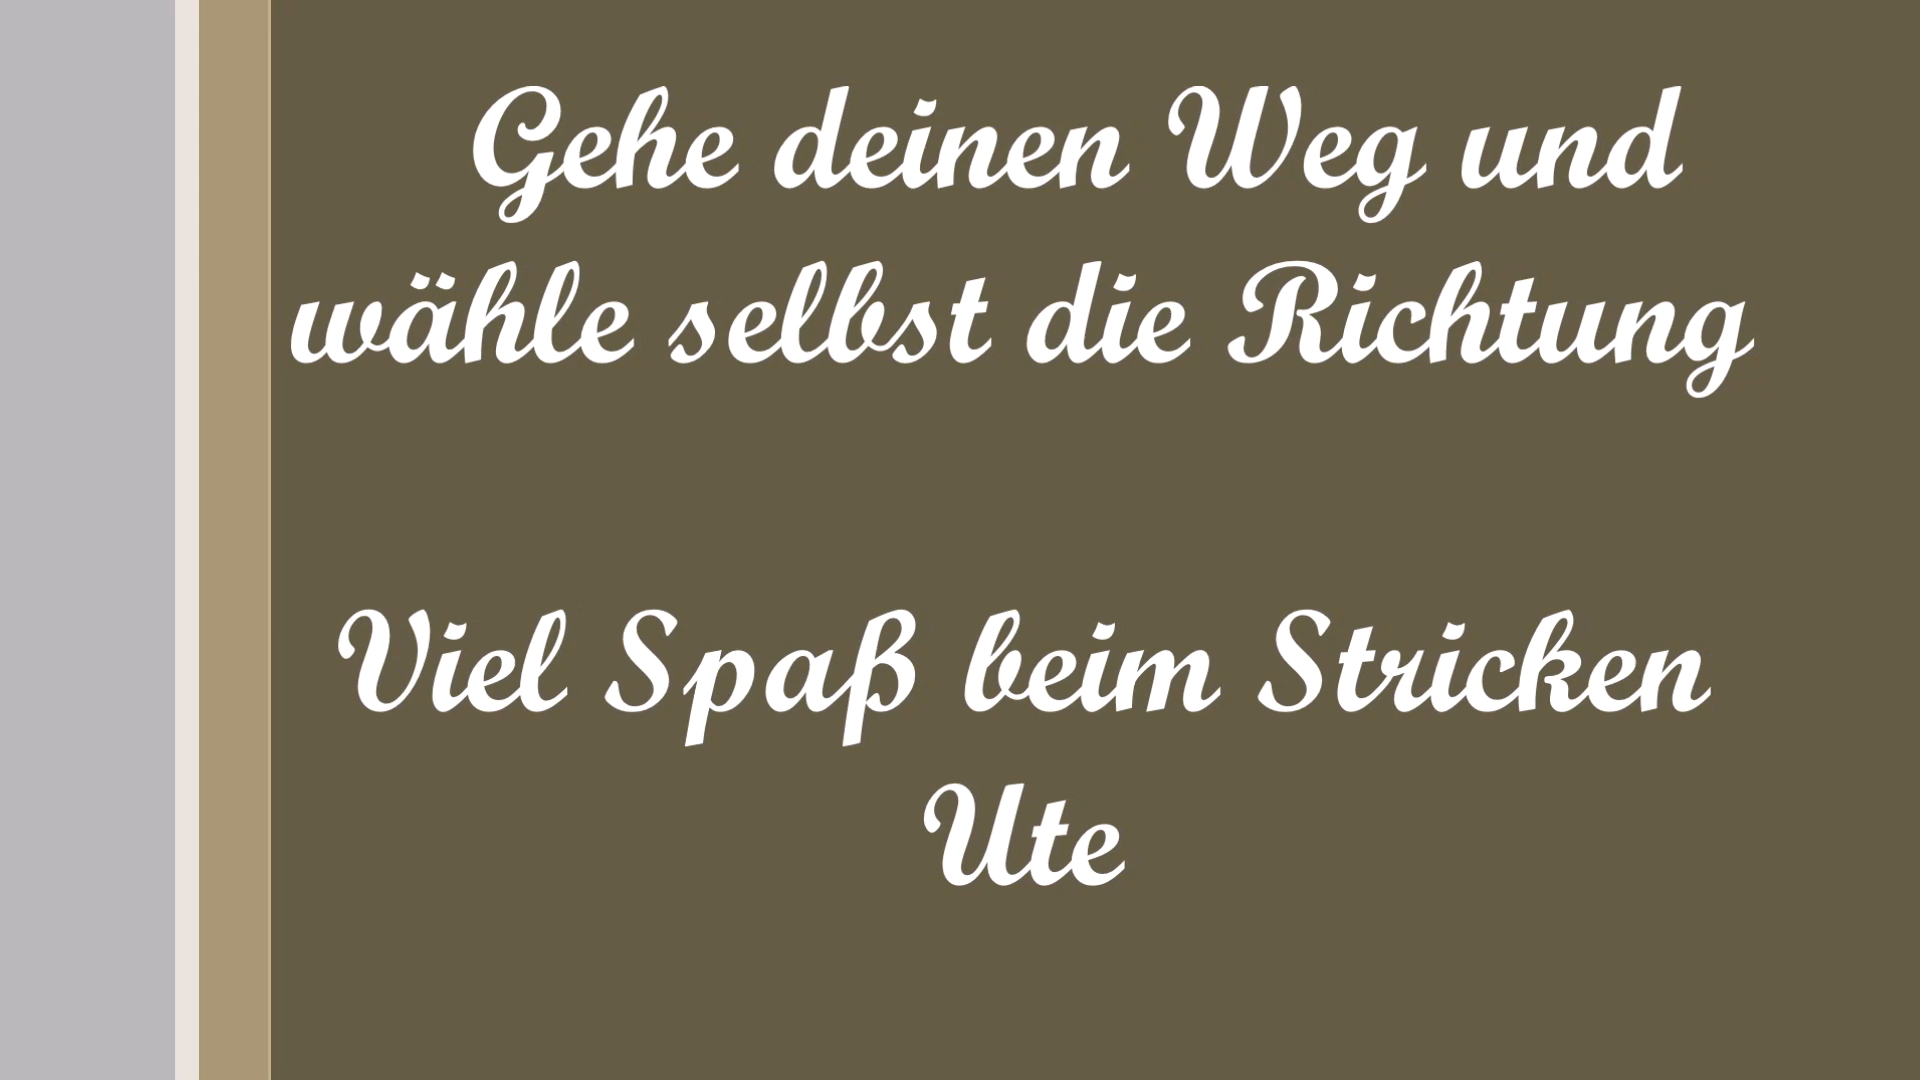 Gehe deinen Weg und
wähle selbst die Richtung
Viel Spaß beim Stricken
Ute